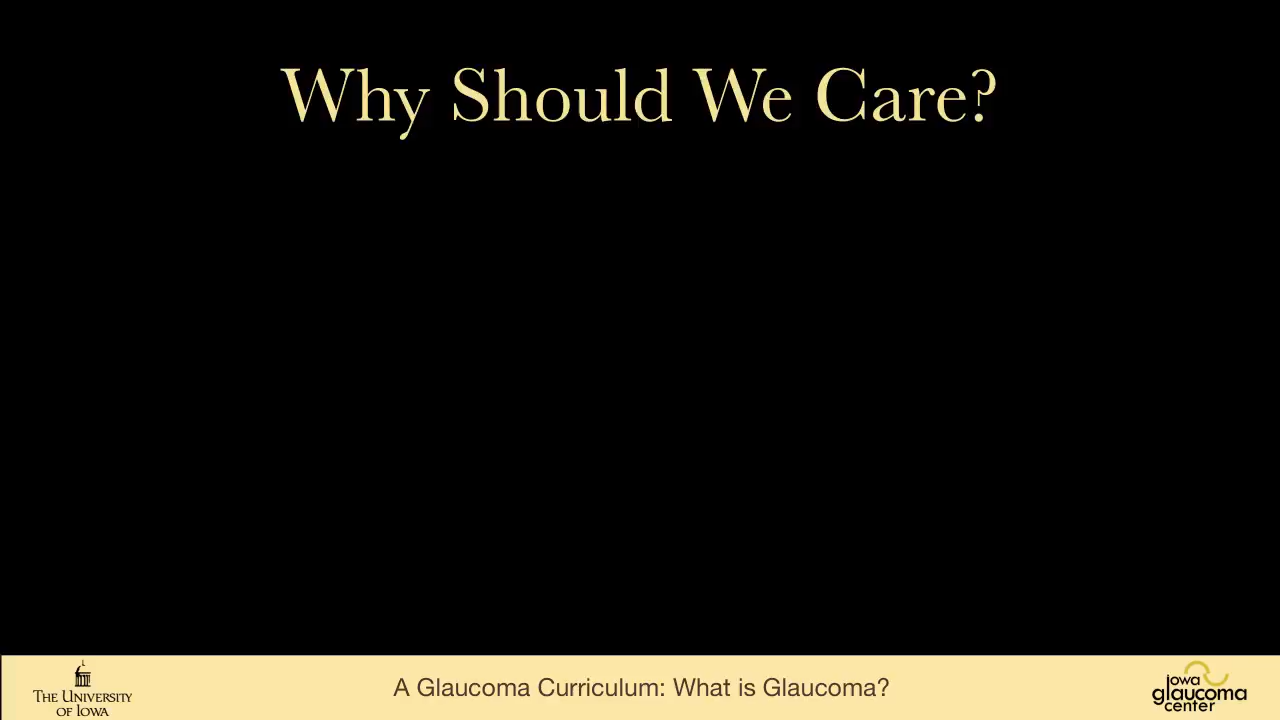 Why Should We Care?
THE UNIVERSITY
OF IOWA
A Glaucoma Curriculum: What is Glaucoma?
iowa
glaucoma
center